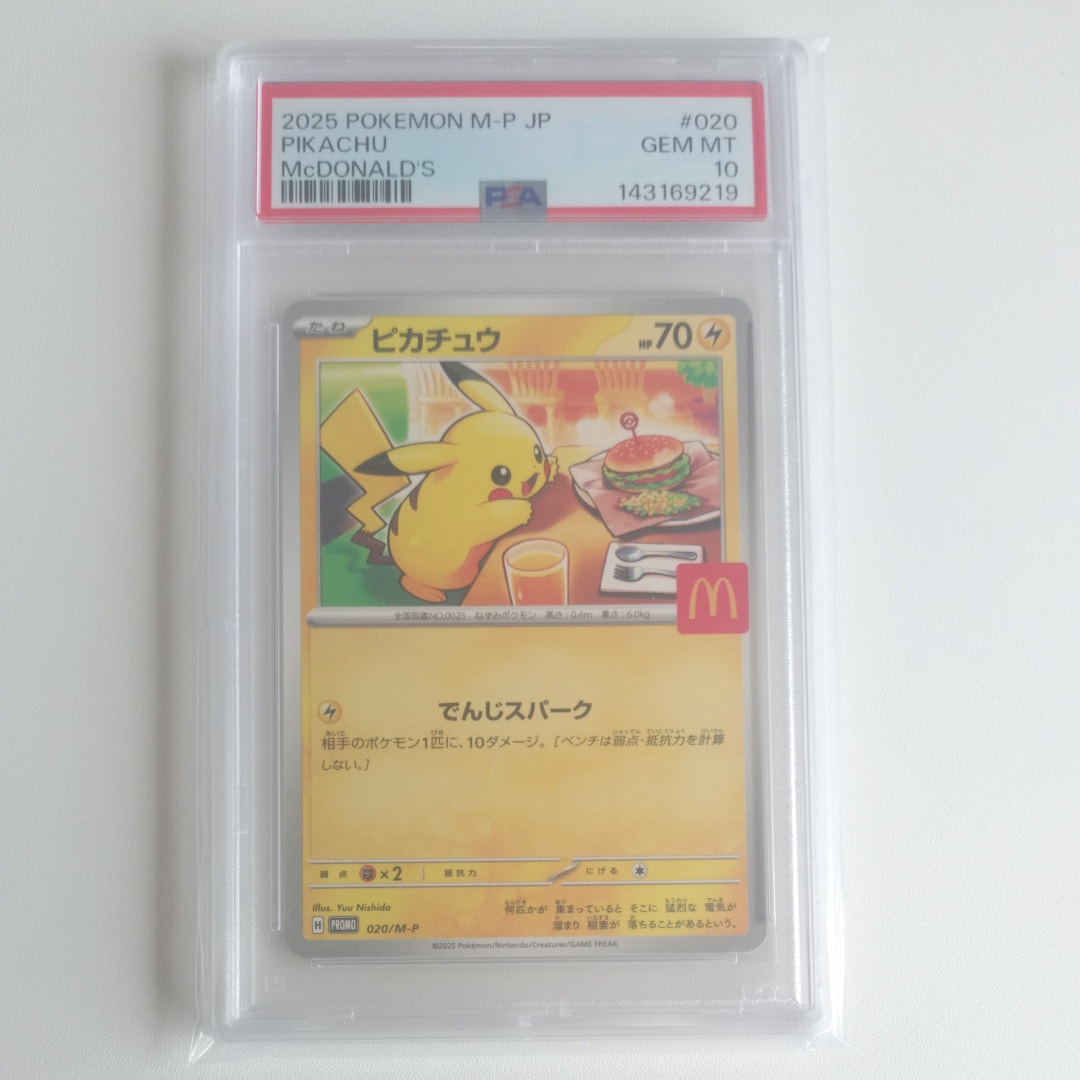 2025 POKEMON M-P JP
#020
PIKACHU
GEM MT
McDONALD'S
10
PSA
143169219
たね
ピカチュウ
HP70
全国図鑑NO.0025 ねずみポケモン 高さ:0.4m 重さ:6.0kg
でんじスパーク
相手のポケモン1匹に、10ダメージ。[ベンチは弱点・抵抗力を計算
しない。]
弱点 ×2 抵抗力 にげる
Illus. Yuu Nishida
何匹かが 集まっていると そこに 猛烈な 電気が
溜まり 稲妻が 落ちることがあるという。
H PROMO 020/M-P
©2025 Pokémon/Nintendo/Creatures/GAME FREAK.